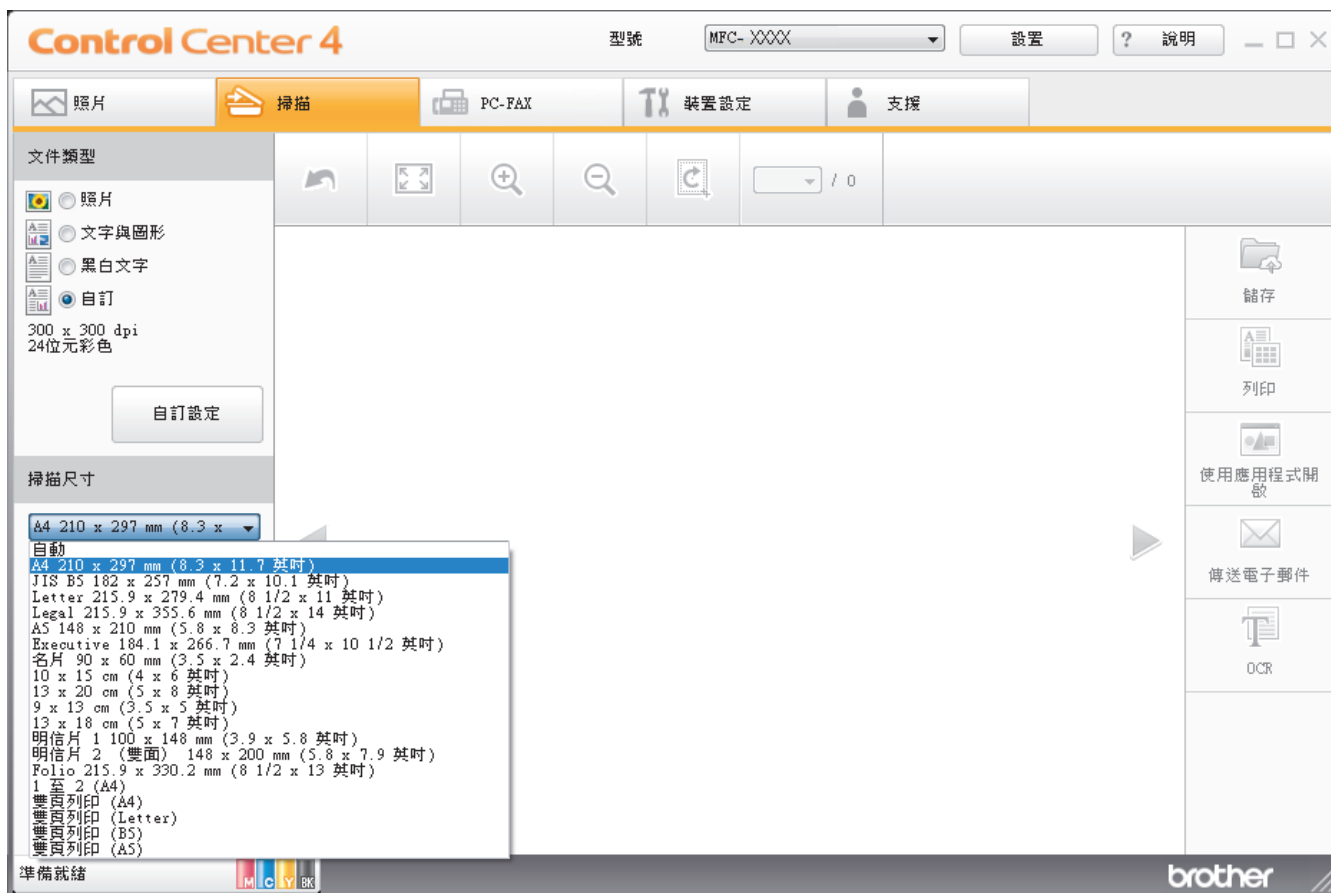 Control Center 4
型號
MFC- XXXX
設置
? 說明
照片
掃描
PC-FAX
裝置設定
支援
文件類型
照片
文字與圖形
黑白文字
自訂
300 x 300 dpi
24位元彩色
自訂設定
/ 0
掃描尺寸
A4 210 x 297 mm (8.3 x
自動
A4 210 x 297 mm (8.3 x 11.7 英吋)
JIS B5 182 x 257 mm (7.2 x 10.1 英吋)
Letter 215.9 x 279.4 mm (8 1/2 x 11 英吋)
Legal 215.9 x 355.6 mm (8 1/2 x 14 英吋)
A5 148 x 210 mm (5.8 x 8.3 英吋)
Executive 184.1 x 266.7 mm (7 1/4 x 10 1/2 英吋)
名片 90 x 60 mm (3.5 x 2.4 英吋)
10 x 15 cm (4 x 6 英吋)
13 x 20 cm (5 x 8 英吋)
9 x 13 cm (3.5 x 5 英吋)
13 x 18 cm (5 x 7 英吋)
明信片 1 100 x 148 mm (3.9 x 5.8 英吋)
明信片 2 (雙面) 148 x 200 mm (5.8 x 7.9 英吋)
Folio 215.9 x 330.2 mm (8 1/2 x 13 英吋)
1 至 2 (A4)
雙頁列印 (A4)
雙頁列印 (Letter)
雙頁列印 (B5)
雙頁列印 (A5)
儲存
列印
使用應用程式開
啟
傳送電子郵件
OCR
準備就緒
M C Y BK
brother